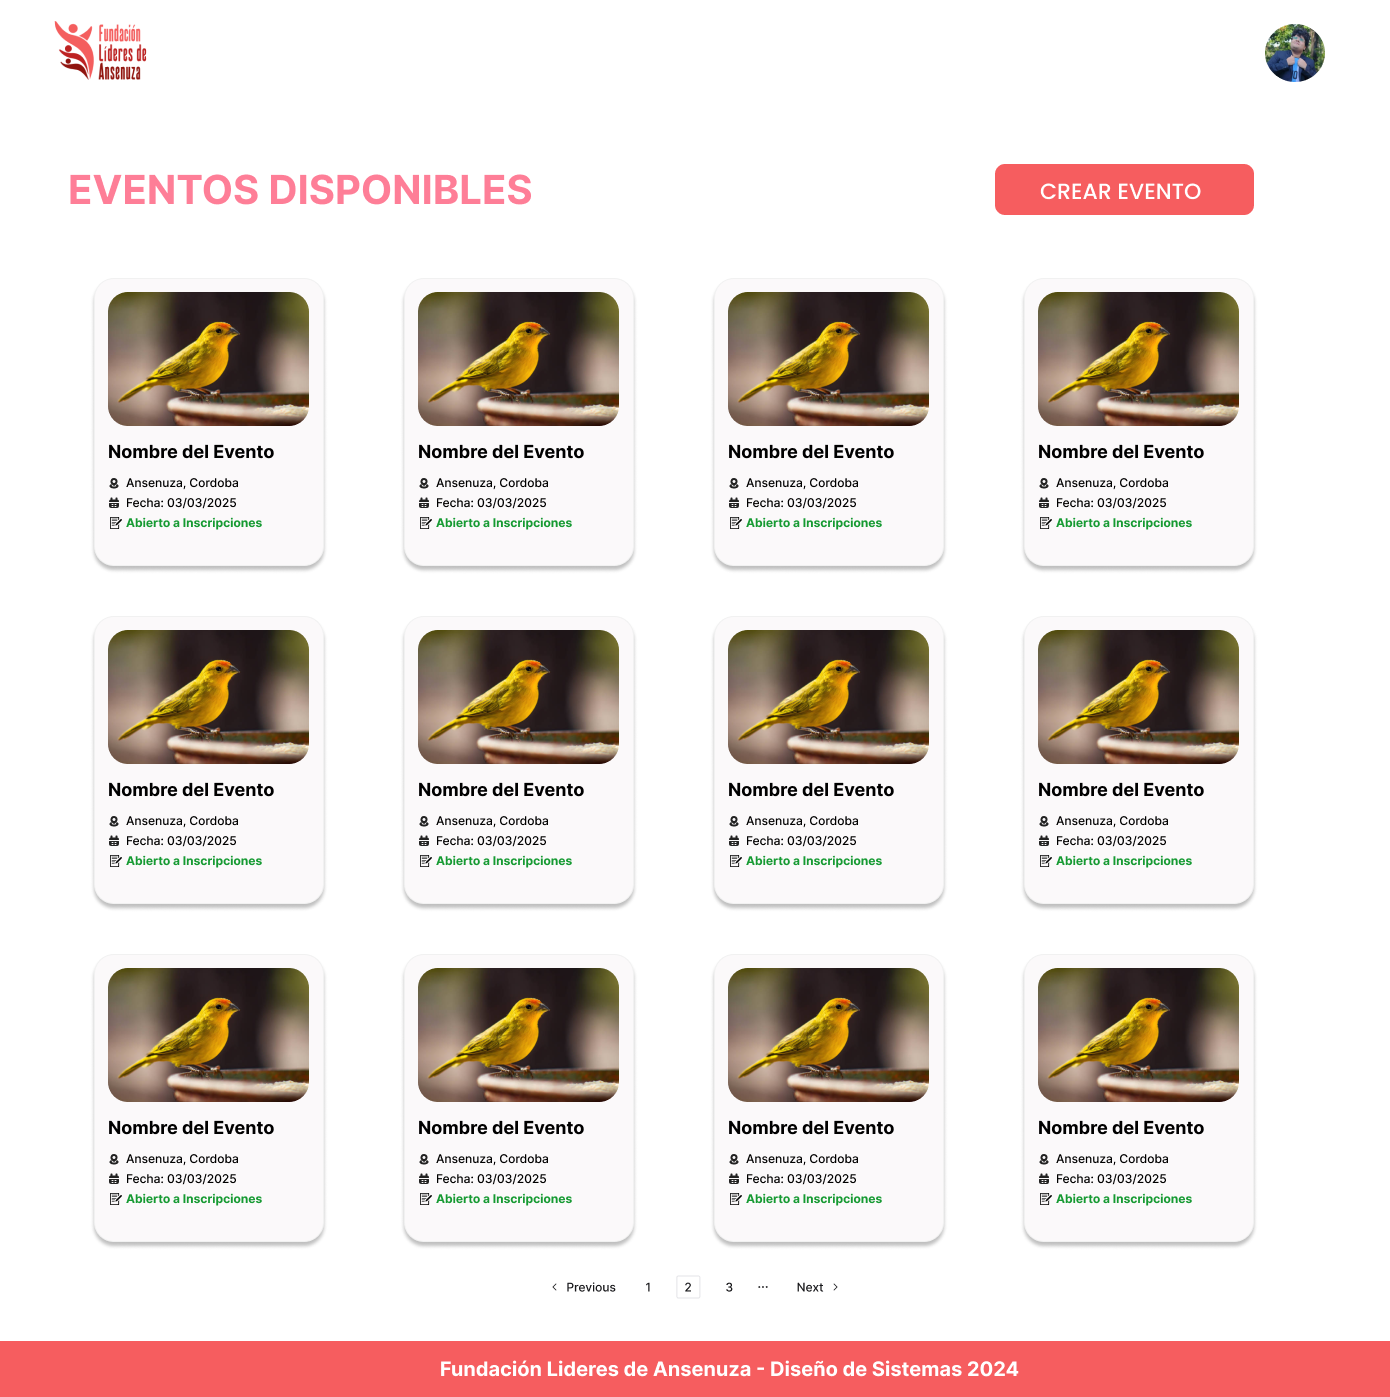 Fundación
Líderes de
Ansenuza
EVENTOS DISPONIBLES
CREAR EVENTO
Nombre del Evento
Ansenuza, Cordoba
Fecha: 03/03/2025
Abierto a Inscripciones
Nombre del Evento
Ansenuza, Cordoba
Fecha: 03/03/2025
Abierto a Inscripciones
Nombre del Evento
Ansenuza, Cordoba
Fecha: 03/03/2025
Abierto a Inscripciones
Nombre del Evento
Ansenuza, Cordoba
Fecha: 03/03/2025
Abierto a Inscripciones
Nombre del Evento
Ansenuza, Cordoba
Fecha: 03/03/2025
Abierto a Inscripciones
Nombre del Evento
Ansenuza, Cordoba
Fecha: 03/03/2025
Abierto a Inscripciones
Nombre del Evento
Ansenuza, Cordoba
Fecha: 03/03/2025
Abierto a Inscripciones
Nombre del Evento
Ansenuza, Cordoba
Fecha: 03/03/2025
Abierto a Inscripciones
Nombre del Evento
Ansenuza, Cordoba
Fecha: 03/03/2025
Abierto a Inscripciones
Nombre del Evento
Ansenuza, Cordoba
Fecha: 03/03/2025
Abierto a Inscripciones
Nombre del Evento
Ansenuza, Cordoba
Fecha: 03/03/2025
Abierto a Inscripciones
Nombre del Evento
Ansenuza, Cordoba
Fecha: 03/03/2025
Abierto a Inscripciones
Previous 1 2 3 ... Next
Fundación Lideres de Ansenuza - Diseño de Sistemas 2024